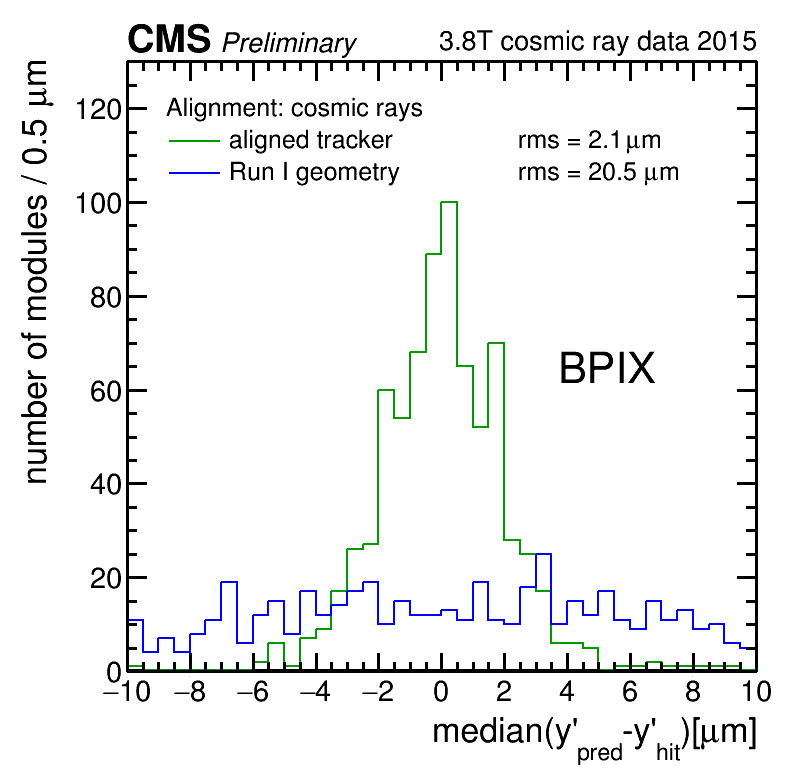 CMS Preliminary 3.8T cosmic ray data 2015
number of modules / 0.5 μm
Alignment: cosmic rays
aligned tracker rms = 2.1 μm
Run I geometry rms = 20.5 μm
BPIX
120
100
80
60
40
20
0
−10 −8 −6 −4 −2 0 2 4 6 8 10
median(y'pred-y'hit)[μm]